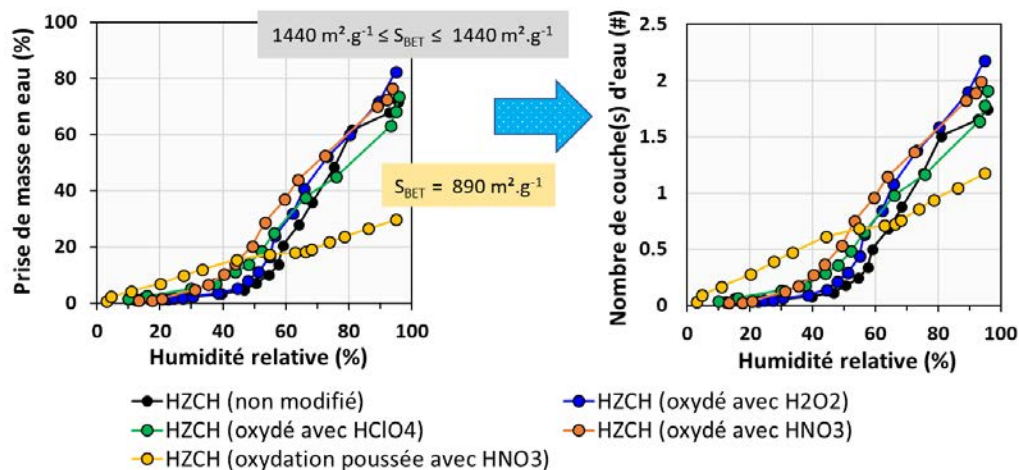 Prise de masse en eau (%)
100
80
60
40
20
0
0 20 40 60 80 100
Humidité relative (%)
1440 m².g⁻¹ ≤ S_BET ≤ 1440 m².g⁻¹
S_BET = 890 m².g⁻¹
Nombre de couche(s) d'eau (#)
2.5
2
1.5
1
0.5
0
0 20 40 60 80 100
Humidité relative (%)
HZCH (non modifié)
HZCH (oxydé avec H2O2)
HZCH (oxydé avec HClO4)
HZCH (oxydé avec HNO3)
HZCH (oxydation poussée avec HNO3)